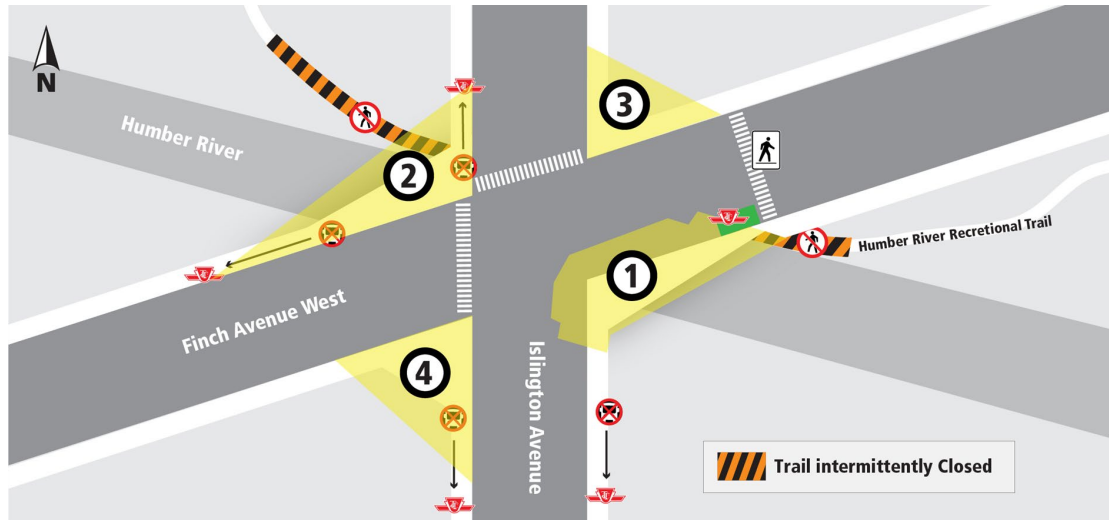 N
Humber River
Finch Avenue West
Islington Avenue
1
2
3
4
Humber River Recretional Trail
Trail intermittently Closed